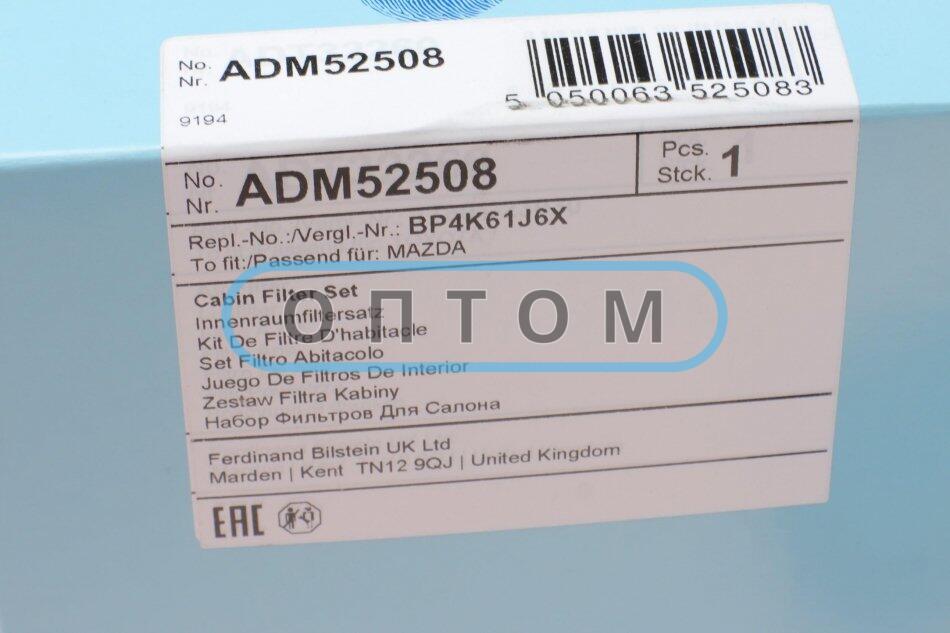 No.
Nr. ADM52508
9194
5 050063 525083
No.
Nr. ADM52508
Pcs.
Stck. 1
Repl.-No.:/Vergl.-Nr.: BP4K61J6X
To fit:/Passend für: MAZDA
Cabin Filter Set
Innenraumfiltersatz
Kit De Filtre D'habitacle
Set Filtro Abitacolo
Juego De Filtros De Interior
Zestaw Filtra Kabiny
Набор Фильтров Для Салона
ОПТОМ
Ferdinand Bilstein UK Ltd
Marden | Kent TN12 9QJ | United Kingdom
EAC